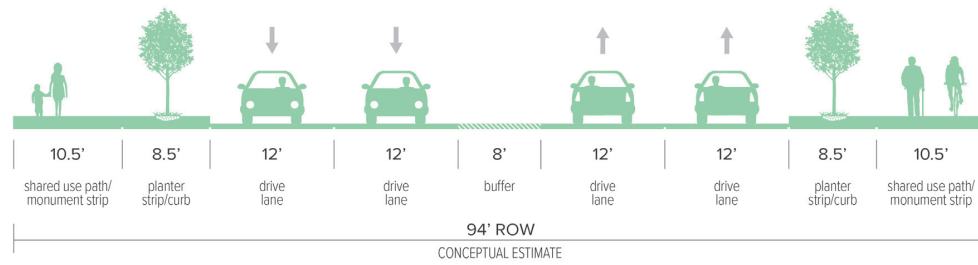 10.5’ 8.5’ 12’ 12’ 8’ 12’ 12’ 8.5’ 10.5’
shared use path/ planter drive drive buffer drive drive planter shared use path/
monument strip strip/curb lane lane lane lane strip/curb monument strip
94’ ROW
CONCEPTUAL ESTIMATE